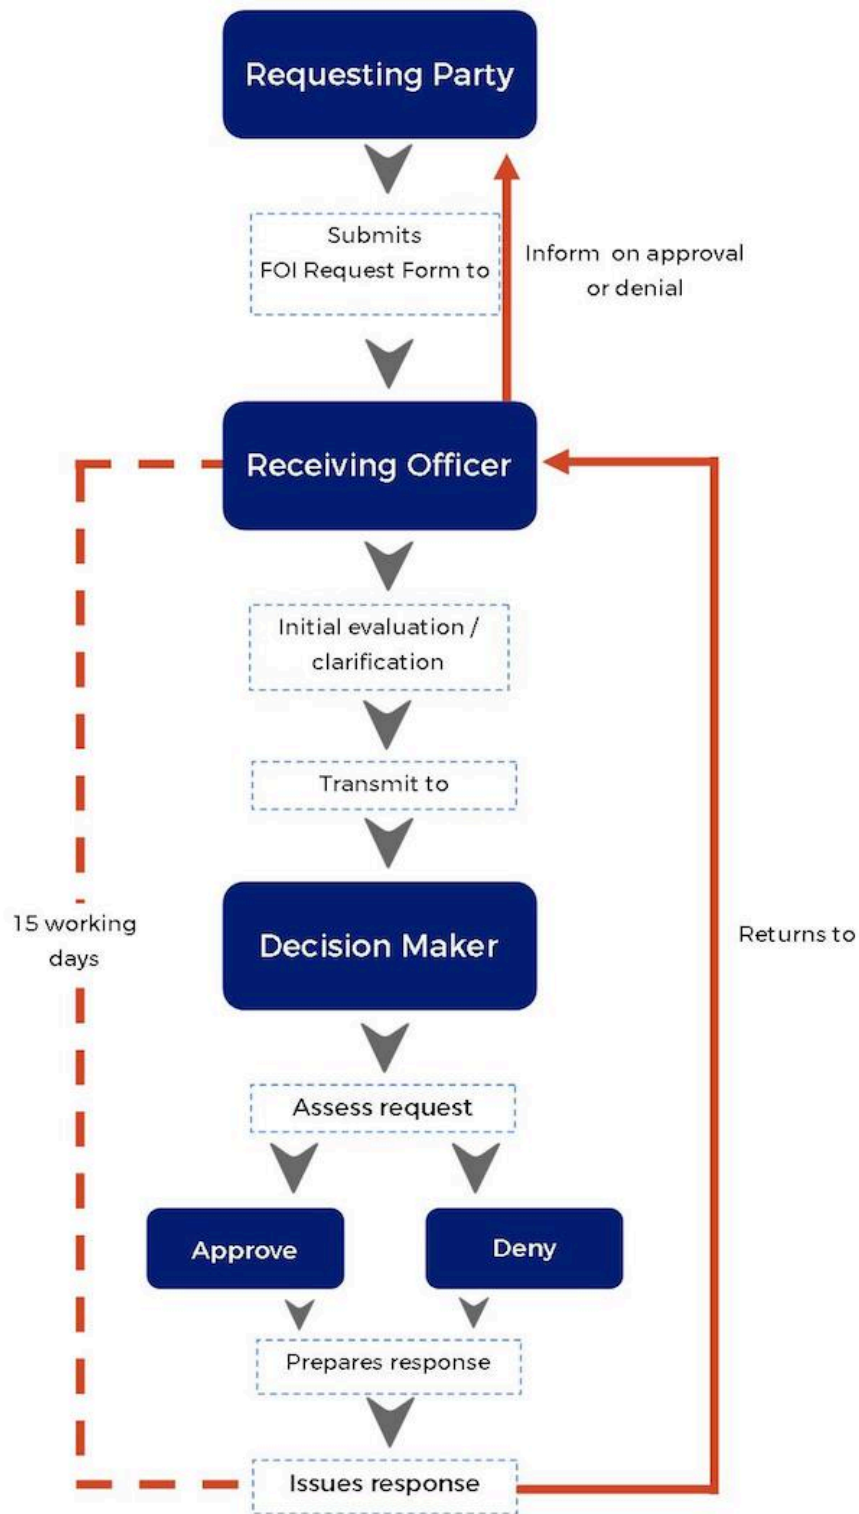 Requesting Party
Submits
FOI Request Form to
Inform on approval
or denial
Receiving Officer
Initial evaluation /
clarification
Transmit to
15 working
days
Decision Maker
Returns to
Assess request
Approve
Deny
Prepares response
Issues response